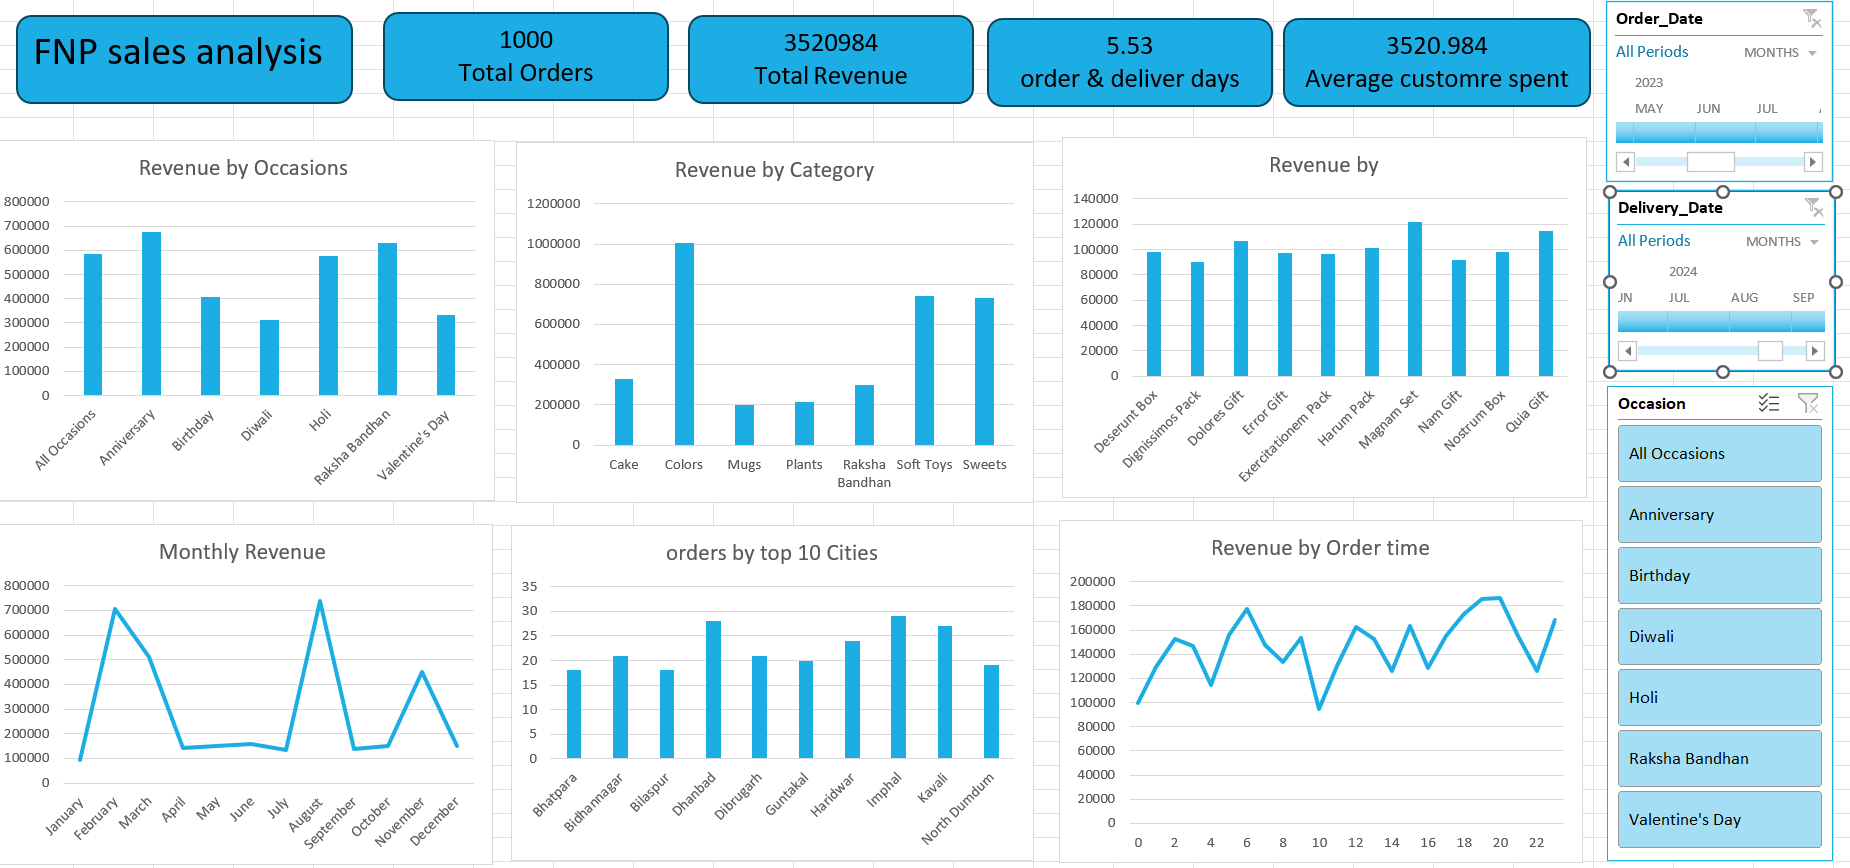 FNP sales analysis
1000
Total Orders
3520984
Total Revenue
5.53
order & deliver days
3520.984
Average customre spent
Order_Date
All Periods
MONTHS
2023
MAY JUN JUL
Delivery_Date
All Periods
MONTHS
2024
JUL AUG SEP
Occasion
All Occasions
Anniversary
Birthday
Diwali
Holi
Raksha Bandhan
Valentine's Day
Revenue by Occasions
800000
700000
600000
500000
400000
300000
200000
100000
0
All Occasions
Anniversary
Birthday
Diwali
Holi
Raksha Bandhan
Valentine's Day
Revenue by Category
1200000
1000000
800000
600000
400000
200000
0
Cake
Colors
Mugs
Plants
Raksha
Bandhan
Soft Toys
Sweets
Revenue by
140000
120000
100000
80000
60000
40000
20000
0
Deserunt Box
Dignissimos Pack
Dolores Gift
Error Gift
Exercitationem Pack
Harum Pack
Magnam Set
Nam Gift
Nostrum Box
Quia Gift
Monthly Revenue
800000
700000
600000
500000
400000
300000
200000
100000
0
January
February
March
April
May
June
July
August
September
October
November
December
orders by top 10 Cities
35
30
25
20
15
10
5
0
Bhatpara
Bidhannagar
Bilaspur
Dhanbad
Dibrugarh
Guntakal
Haridwar
Imphal
Kavali
North Dumdum
Revenue by Order time
200000
180000
160000
140000
120000
100000
80000
60000
40000
20000
0
0 2 4 6 8 10 12 14 16 18 20 22